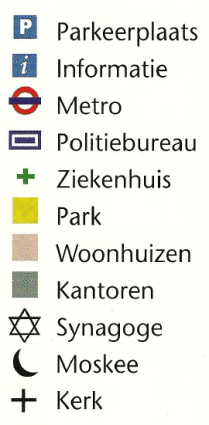 P Parkeerplaats
i Informatie
Metro
Politiebureau
Ziekenhuis
Park
Woonhuizen
Kantoren
Synagoge
Moskee
Kerk